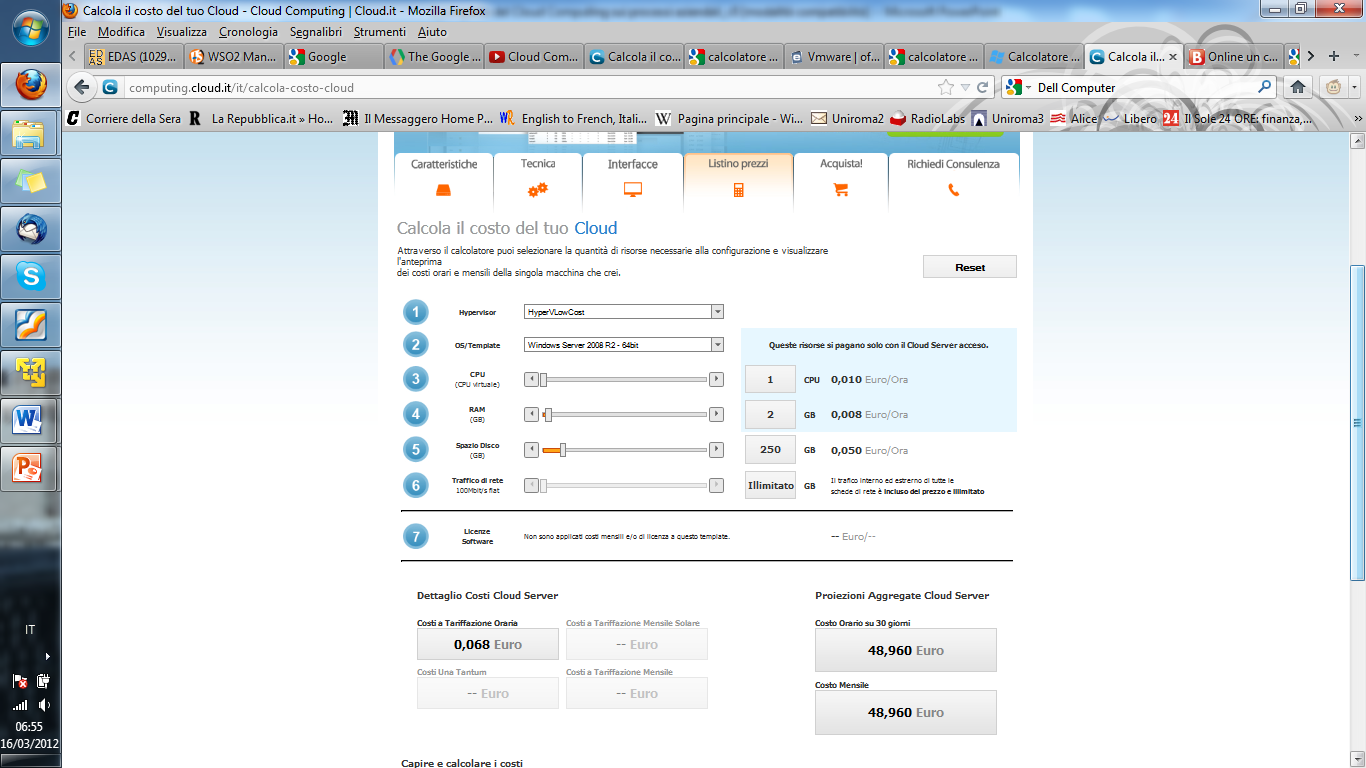 Calcola il costo del tuo Cloud - Cloud Computing | Cloud.it - Mozilla Firefox
File Modifica Visualizza Cronologia Segnalibri Strumenti Aiuto
EDAS (1029... WSO2 Man... Google The Google ... Cloud Com... Calcola il co... calcolatore ... Vmware | of... calcolatore ... Calcolatore ... Calcola il... Online un c...
computing.cloud.it/it/calcola-costo-cloud Dell Computer
Corriere della Sera La Repubblica.it » Ho... Il Messaggero Home P... English to French, Itali... Pagina principale - Wi... Uniroma2 RadioLabs Uniroma3 Alice Libero Il Sole 24 ORE: finanza,...
Caratteristiche Tecnica Interfacce Listino prezzi Acquista! Richiedi Consulenza
Calcola il costo del tuo Cloud
Attraverso il calcolatore puoi selezionare la quantità di risorse necessarie alla configurazione e visualizzare
l'anteprima
dei costi orari e mensili della singola macchina che crei.
Reset
1 Hypervisor HyperVLowCost
2 OS/Template Windows Server 2008 R2 - 64bit Queste risorse si pagano solo con il Cloud Server acceso.
3 CPU (CPU virtuale) 1 CPU 0,010 Euro/Ora
4 RAM (GB) 2 GB 0,008 Euro/Ora
5 Spazio Disco (GB) 250 GB 0,050 Euro/Ora
6 Traffico di rete 100Mbit/s flat Illimitato GB Il trafico interno ed estrerno di tutte le
schede di rete è incluso del prezzo e illimitato
7 Licenze Software Non sono applicati costi mensili e/o di licenza a questo template. -- Euro/--
Dettaglio Costi Cloud Server Proiezioni Aggregate Cloud Server
Costi a Tariffazione Oraria Costi a Tariffazione Mensile Solare Costo Orario su 30 giorni
0,068 Euro -- Euro 48,960 Euro
Costi Una Tantum Costi a Tariffazione Mensile Costo Mensile
-- Euro -- Euro 48,960 Euro
Capire e calcolare i costi
IT
06:55
16/03/2012